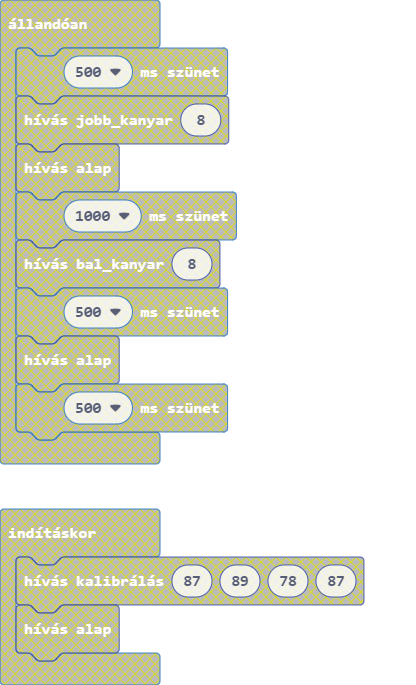 állandóan
500 ms szünet
hívás jobb_kanyar 8
hívás alap
1000 ms szünet
hívás bal_kanyar 8
500 ms szünet
hívás alap
500 ms szünet
indításkor
hívás kalibrálás 87 89 78 87
hívás alap